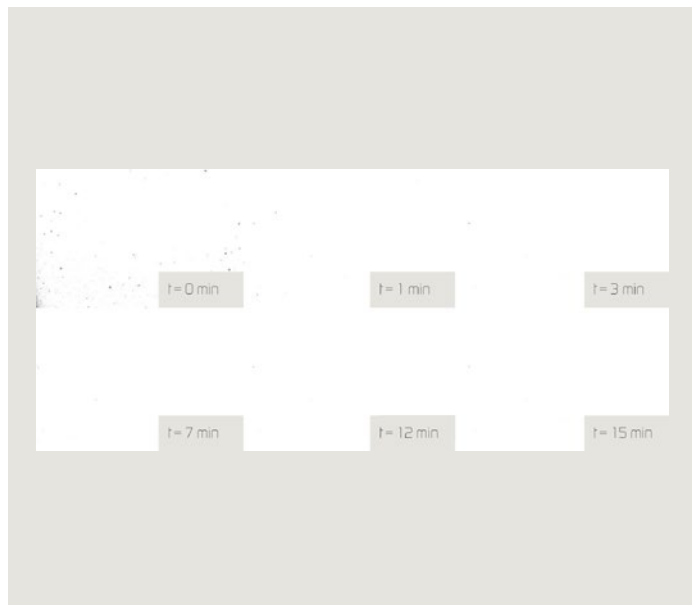 t= 0 min
t= 1 min
t= 3 min
t= 7 min
t= 12 min
t= 15 min